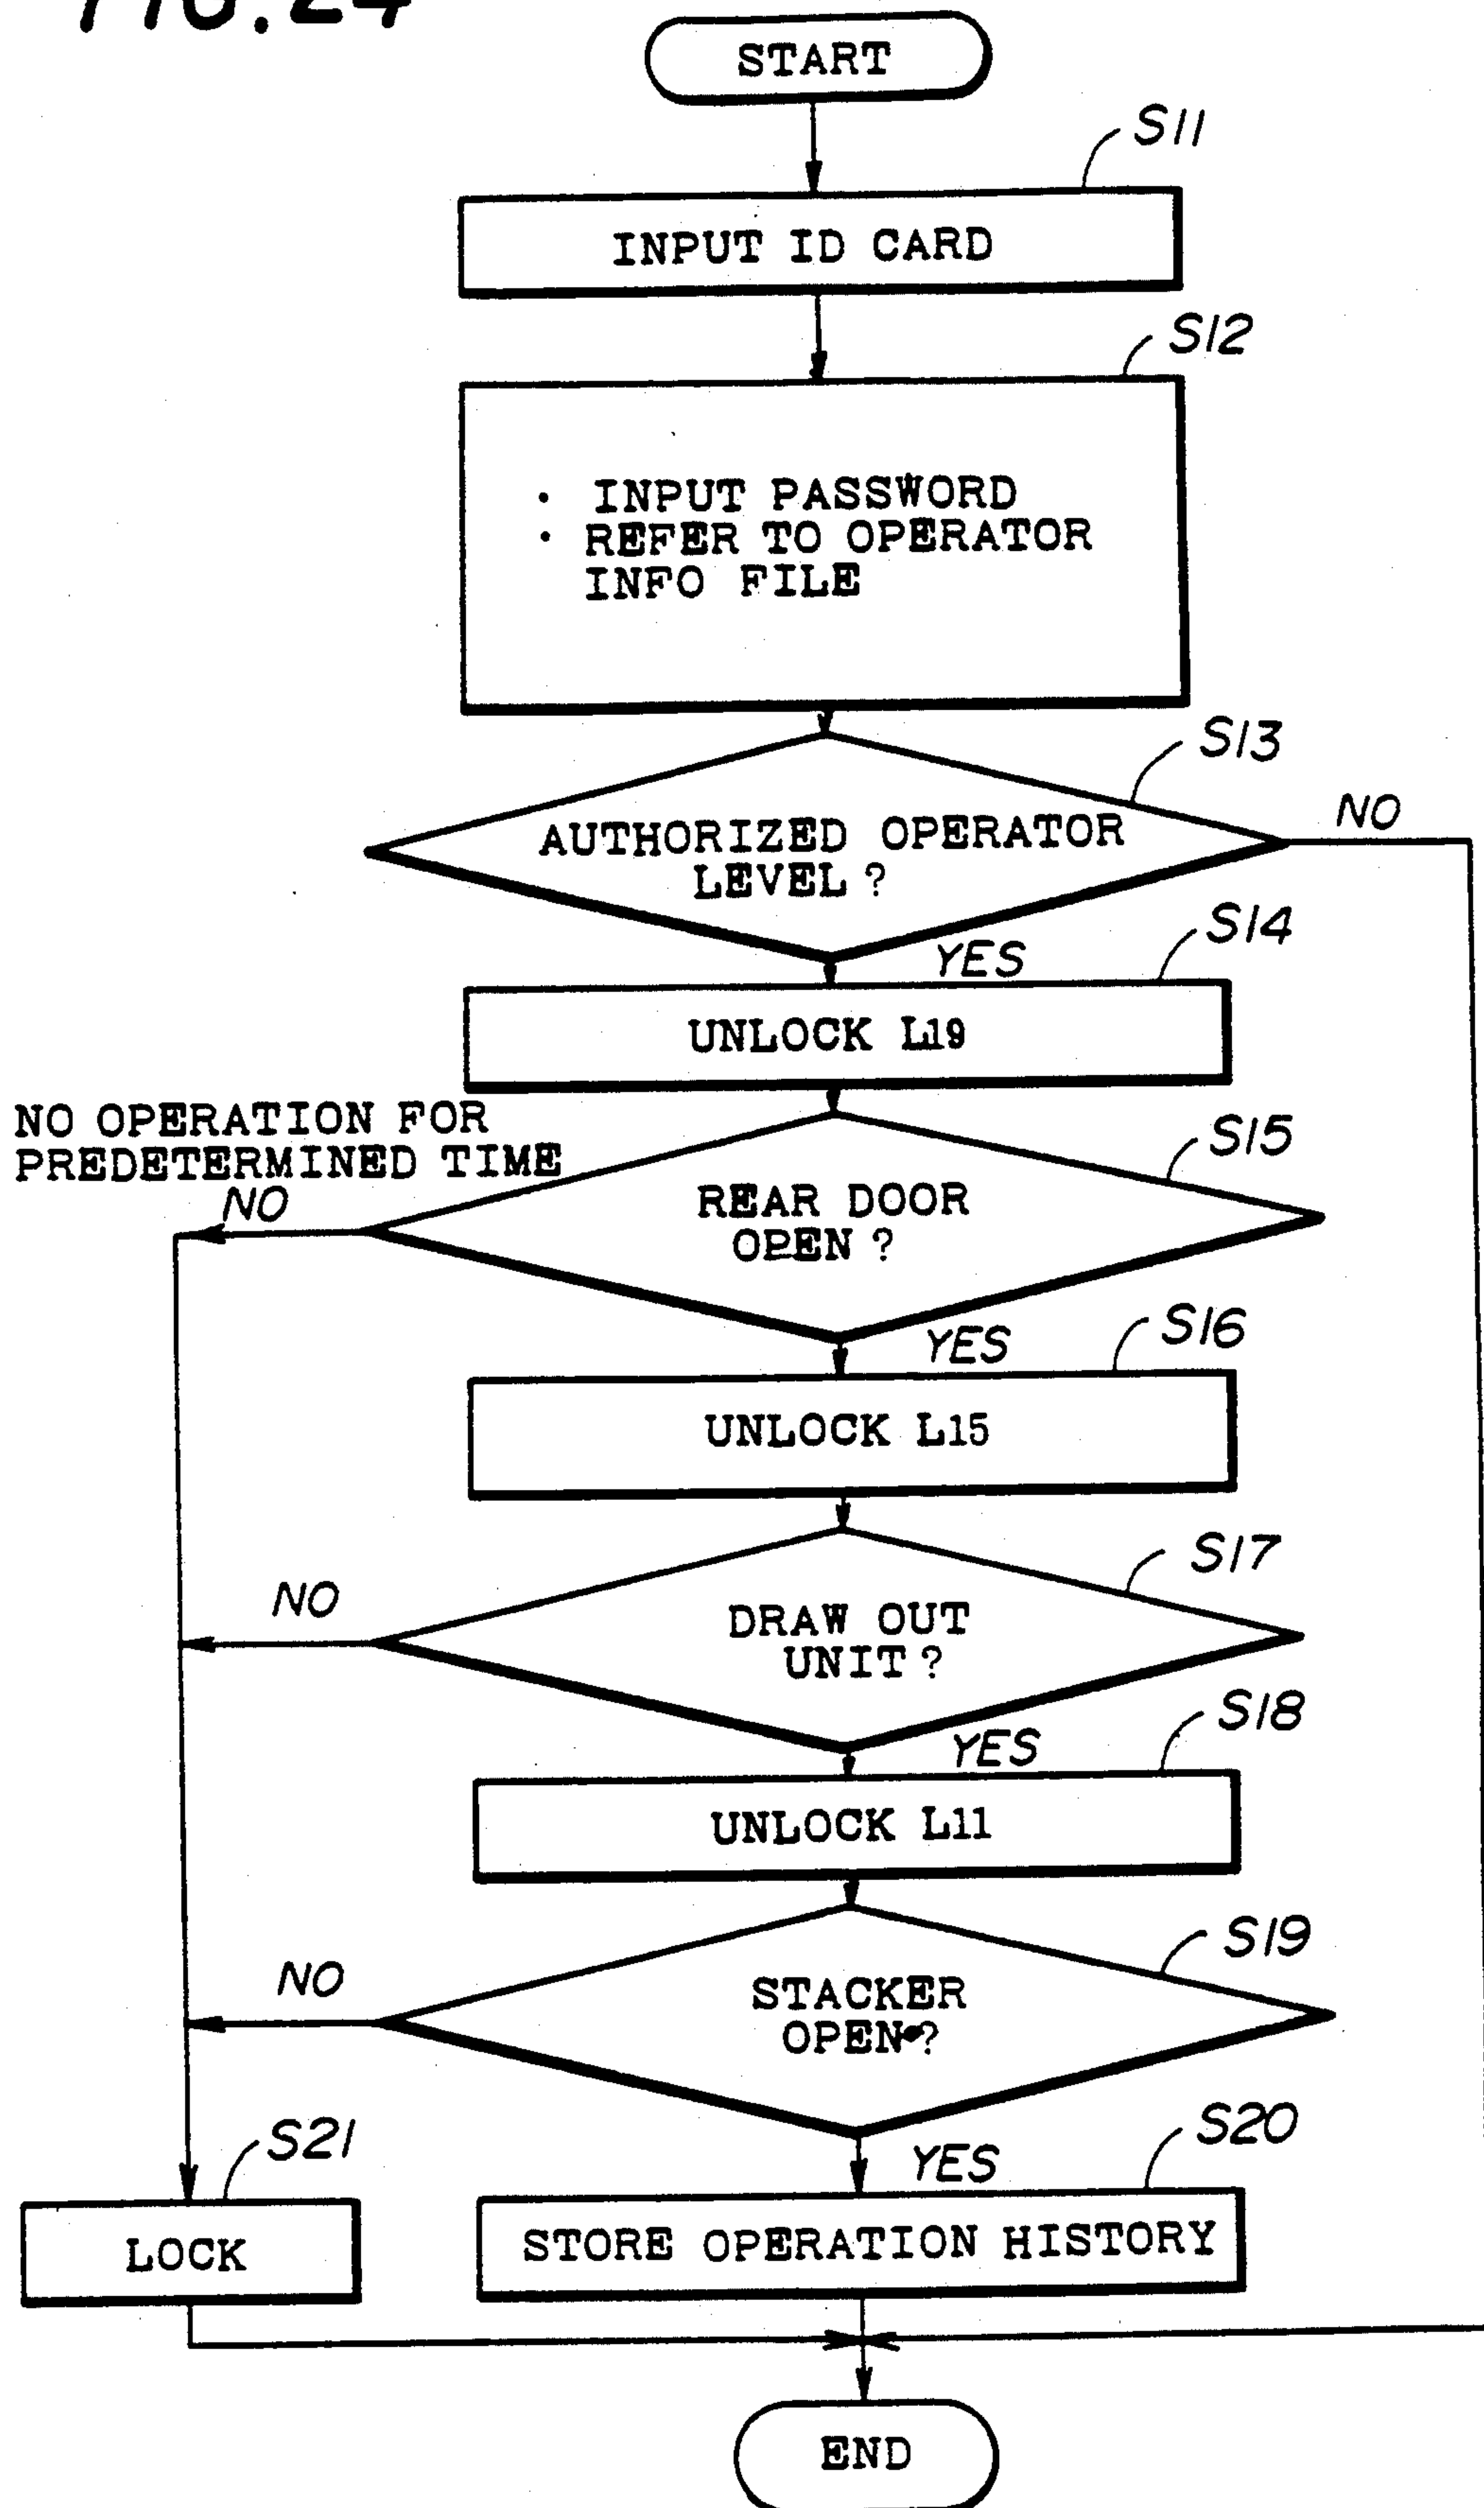 FIG. 24
START
S11
INPUT ID CARD
S12
· INPUT PASSWORD
· REFER TO OPERATOR
INFO FILE
S13
AUTHORIZED OPERATOR
LEVEL ?
NO
YES
S14
UNLOCK L19
NO OPERATION FOR
PREDETERMINED TIME
NO
S15
REAR DOOR
OPEN ?
YES
S16
UNLOCK L15
S17
NO
DRAW OUT
UNIT ?
YES
S18
UNLOCK L11
S19
NO
STACKER
OPEN ?
YES
S20
S21
LOCK
STORE OPERATION HISTORY
END